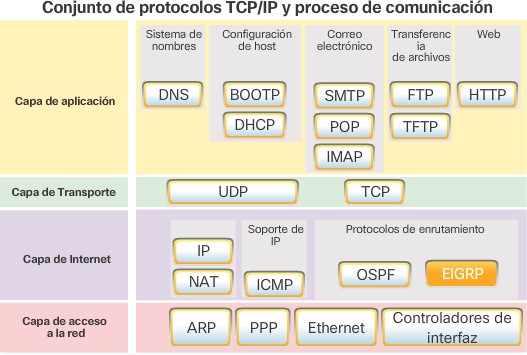 Conjunto de protocolos TCP/IP y proceso de comunicación
Sistema de
nombres
Configuración
de host
Correo
electrónico
Transferenc
ia
de archivos
Web
Capa de aplicación
DNS
BOOTP
DHCP
SMTP
POP
IMAP
FTP
TFTP
HTTP
Capa de Transporte
UDP
TCP
Capa de Internet
IP
NAT
Soporte de
IP
ICMP
Protocolos de enrutamiento
OSPF
EIGRP
Capa de acceso
a la red
ARP
PPP
Ethernet
Controladores de
interfaz